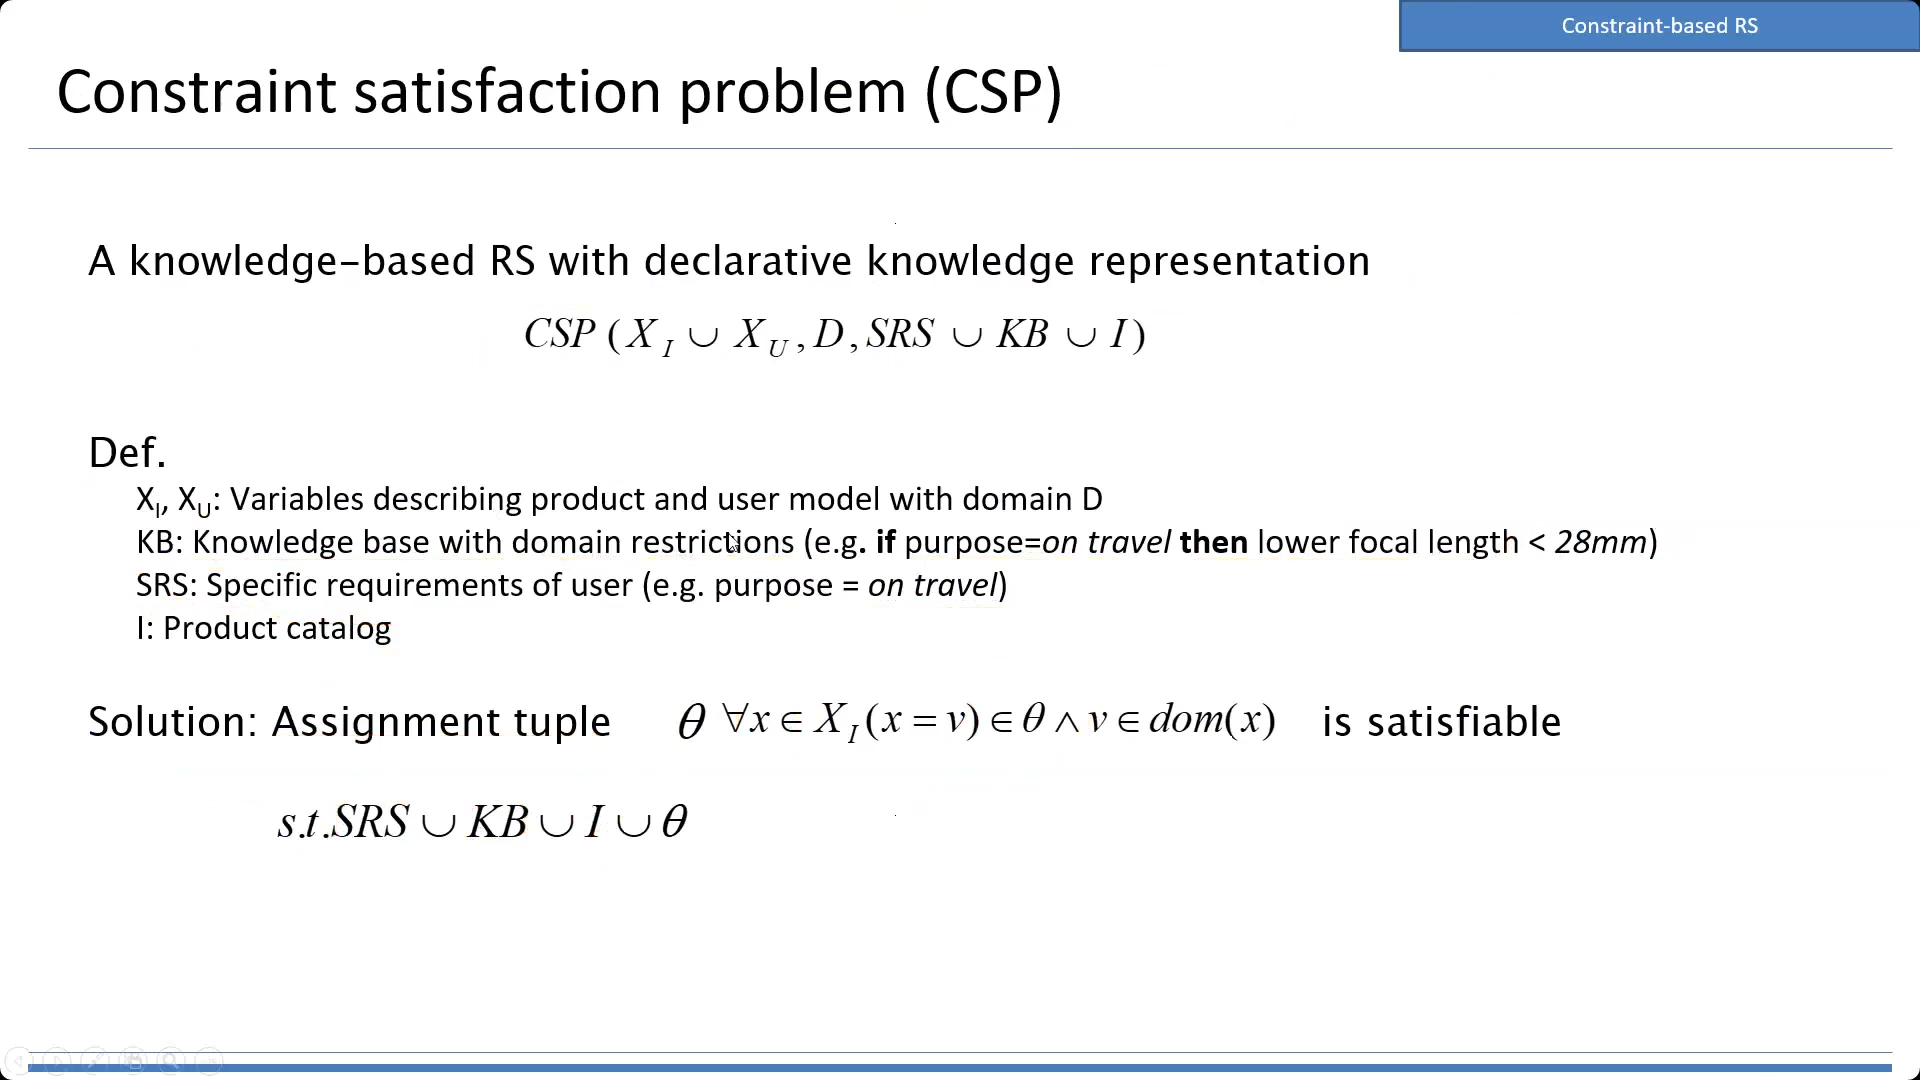 Constraint-based RS
Constraint satisfaction problem (CSP)
A knowledge-based RS with declarative knowledge representation
CSP ( X_I ∪ X_U , D , SRS ∪ KB ∪ I )
Def.
X_I, X_U: Variables describing product and user model with domain D
KB: Knowledge base with domain restrictions (e.g. if purpose=on travel then lower focal length < 28mm)
SRS: Specific requirements of user (e.g. purpose = on travel)
I: Product catalog
Solution: Assignment tuple θ ∀x ∈ X_I (x = v) ∈ θ ∧ v ∈ dom(x) is satisfiable
s.t. SRS ∪ KB ∪ I ∪ θ